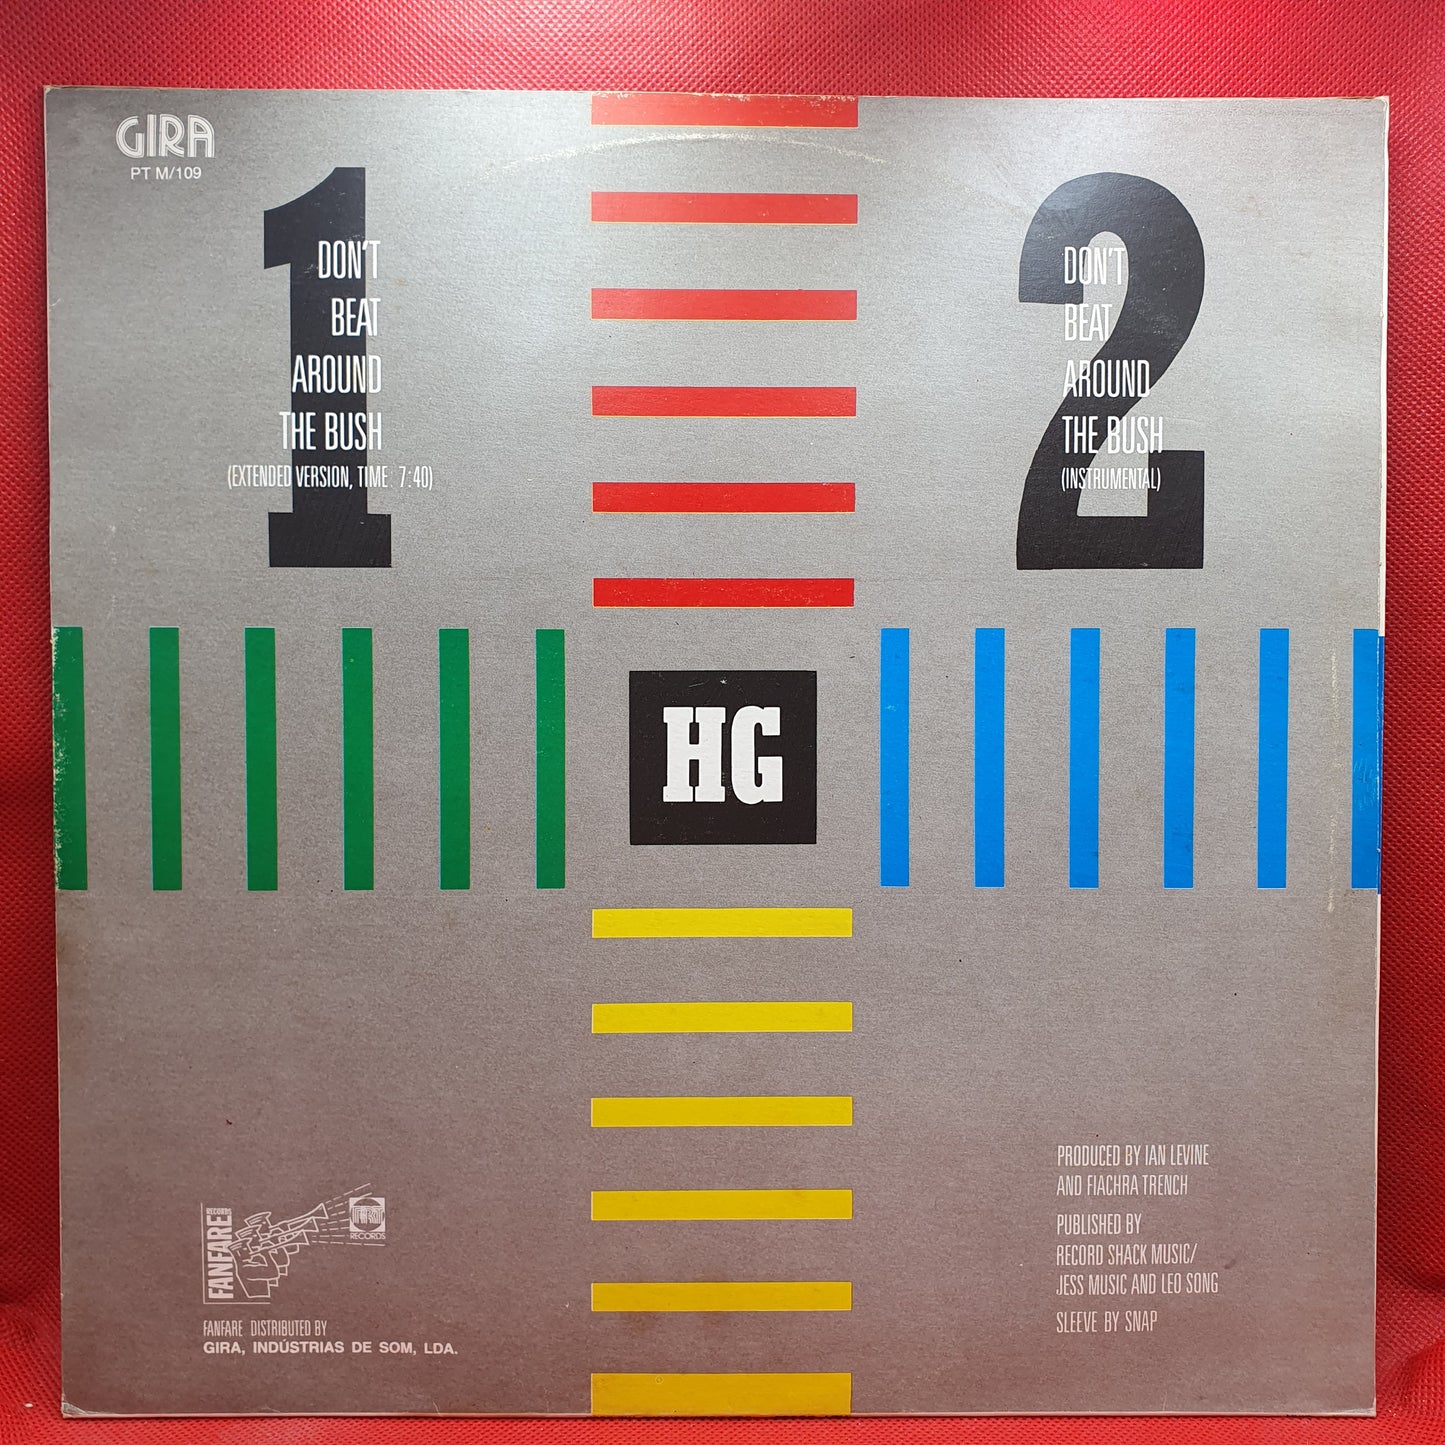 GIRA
PT M/109
1
DON'T
BEAT
AROUND
THE BUSH
(EXTENDED VERSION, TIME: 7:40)
2
DON'T
BEAT
AROUND
THE BUSH
(INSTRUMENTAL)
HG
PRODUCED BY IAN LEVINE
AND FIACHRA TRENCH
PUBLISHED BY
RECORD SHACK MUSIC/
JESS MUSIC AND LEO SONG
SLEEVE BY SNAP
FANFARE
RECORDS
RECORDS
FANFARE DISTRIBUTED BY
GIRA, INDÚSTRIAS DE SOM, LDA.